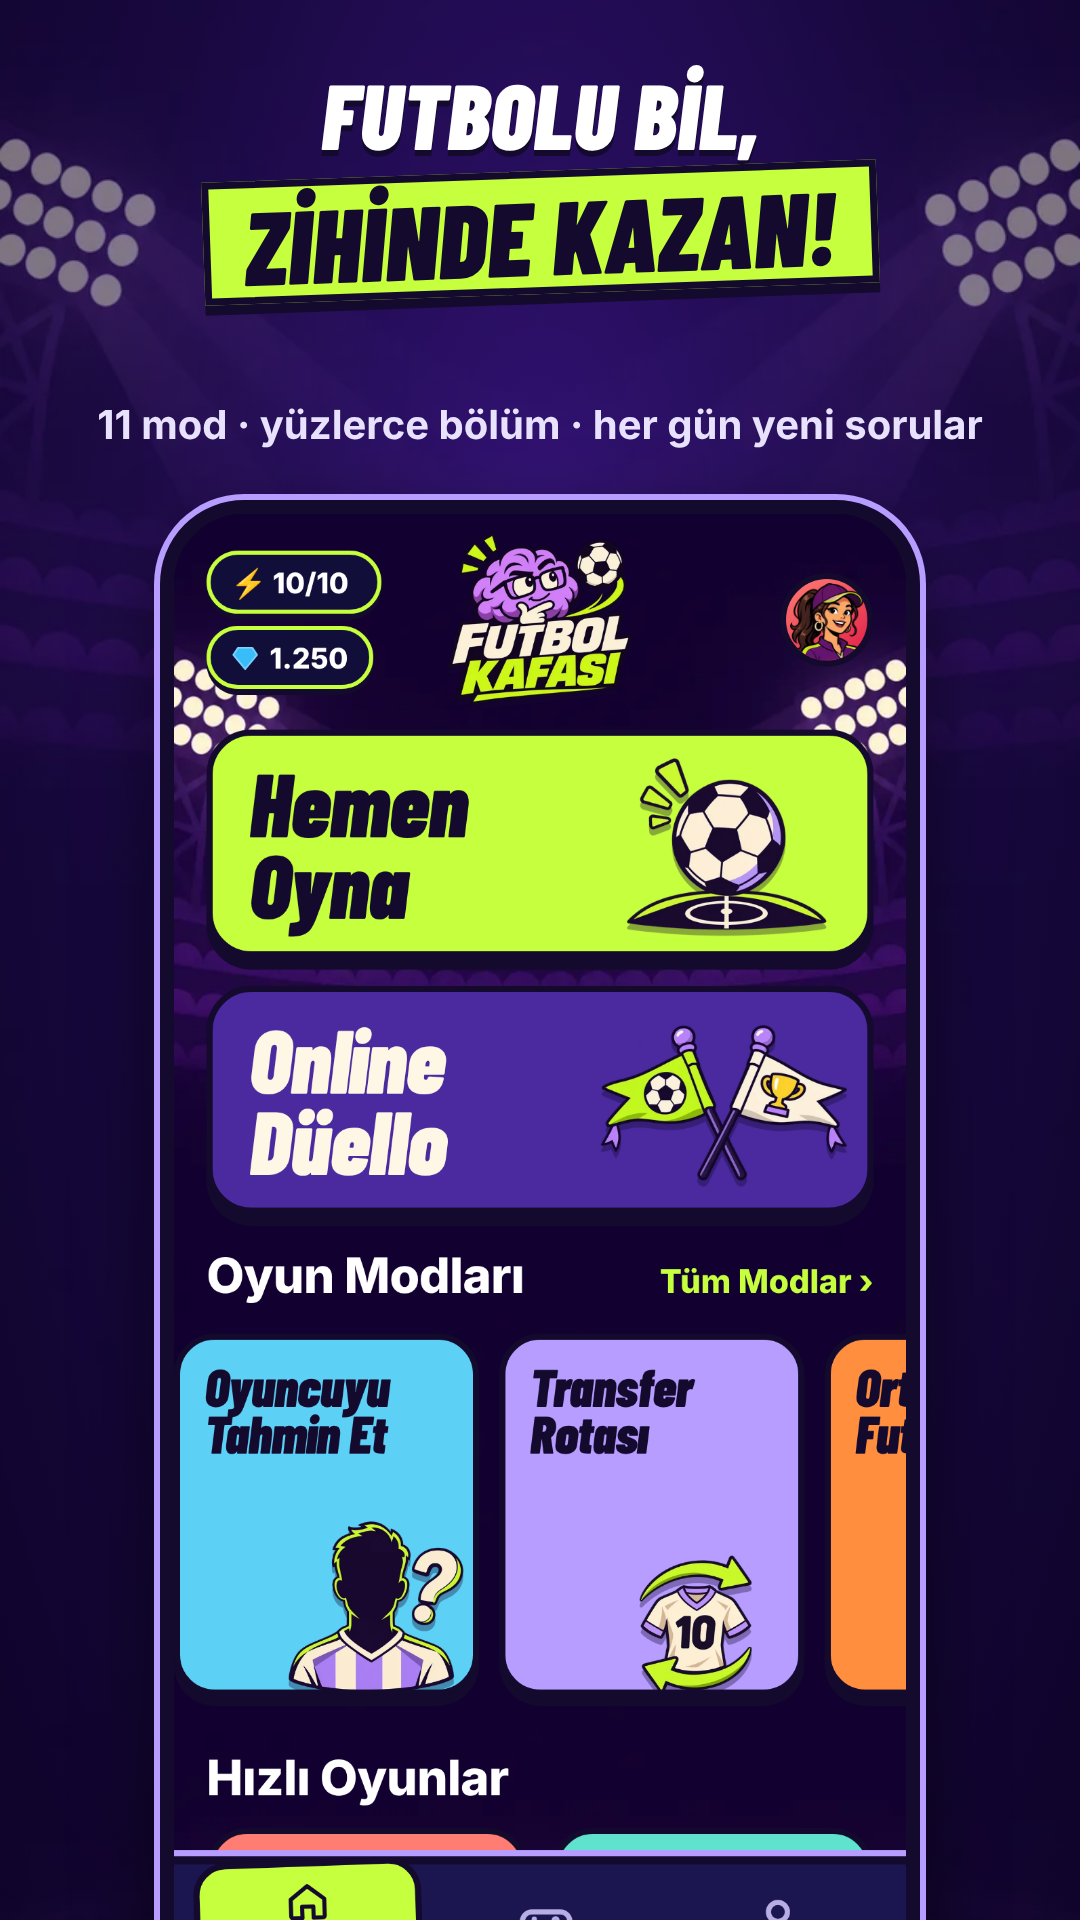 FUTBOLU BİL,
ZİHİNDE KAZAN!
11 mod · yüzlerce bölüm · her gün yeni sorular
10/10
1.250
FUTBOL
KAFASI
Hemen
Oyna
Online
Düello
Oyun Modları
Tüm Modlar ›
Oyuncuyu
Tahmin Et
?
Transfer
Rotası
10
Hızlı Oyunlar